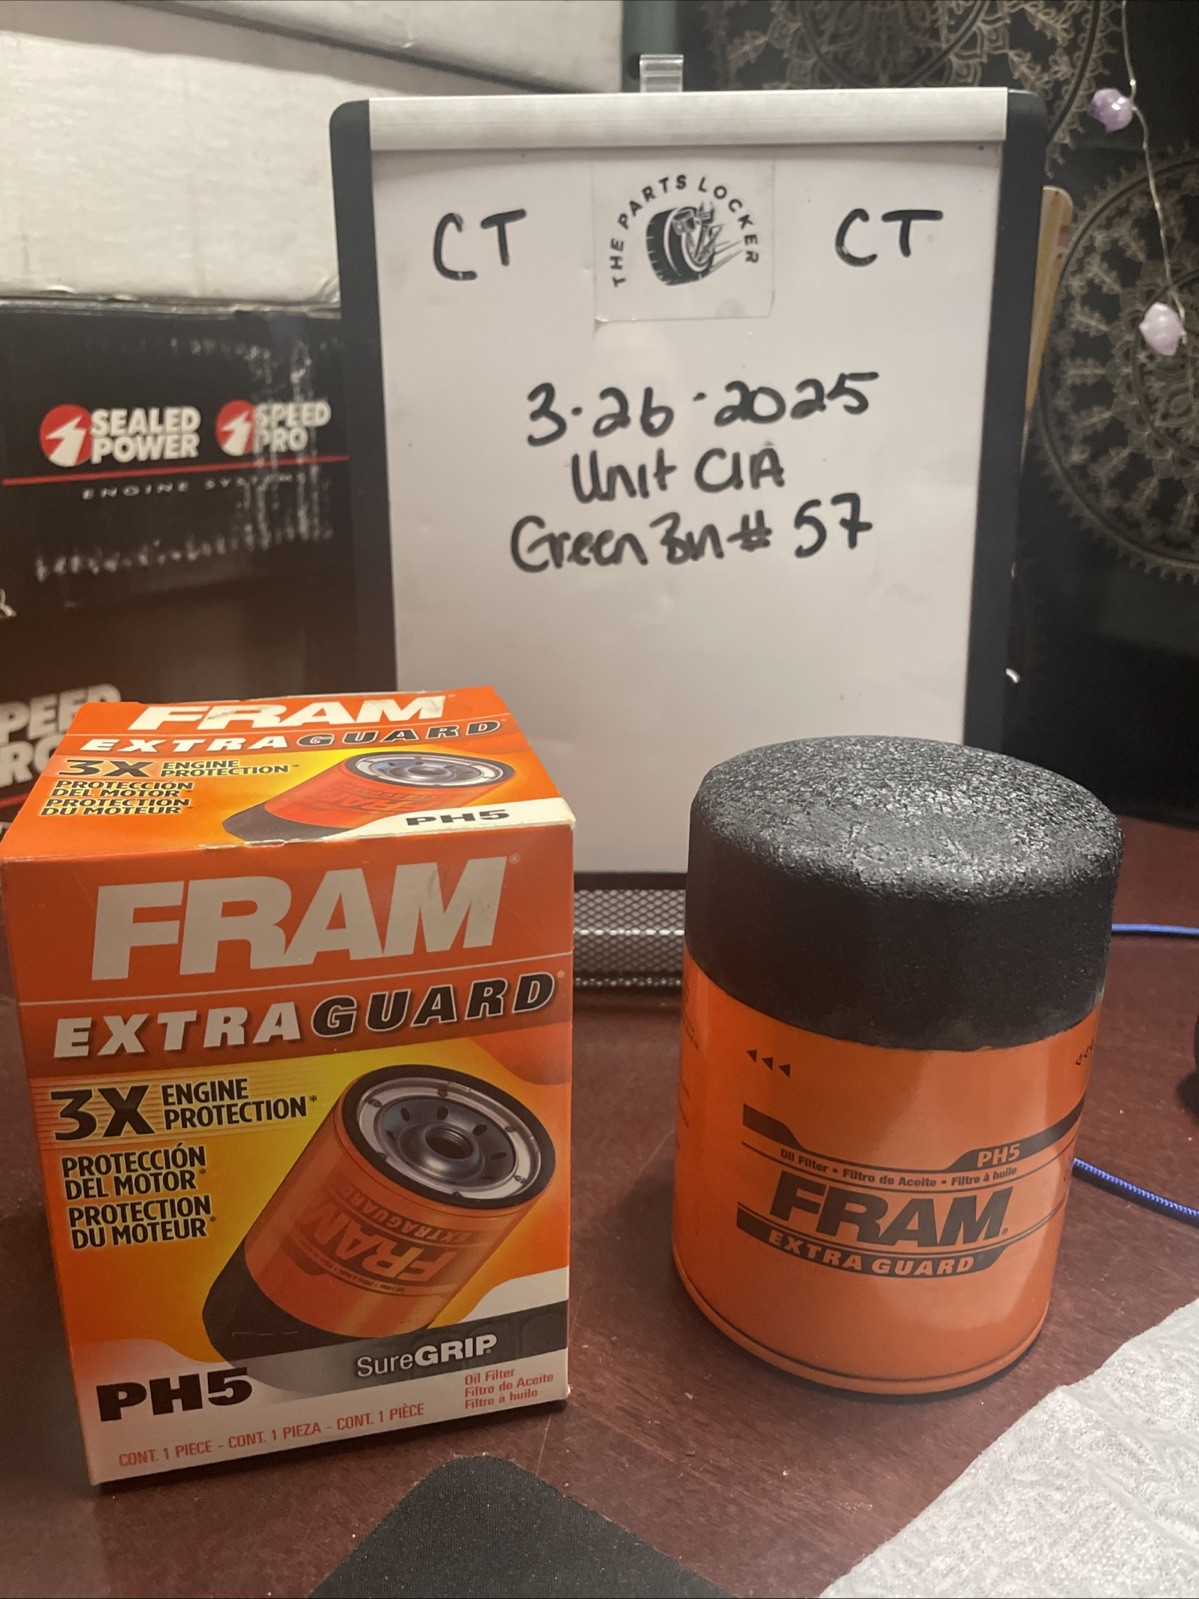 CT
THE PARTS LOCKER
CT
3-26-2025
Unit C1A
Green Bn# 57
SEALED POWER
SPEED PRO
ENGINE SYSTEMS
FRAM
EXTRAGUARD
3X ENGINE PROTECTION*
PROTECCIÓN DEL MOTOR*
PROTECTION DU MOTEUR*
PH5
FRAM®
EXTRAGUARD®
3X ENGINE PROTECTION*
PROTECCIÓN DEL MOTOR*
PROTECTION DU MOTEUR*
FRAM
EXTRAGUARD
SureGRIP
PH5
Oil Filter
Filtro de Aceite
Filtre à huile
CONT. 1 PIECE - CONT. 1 PIEZA - CONT. 1 PIÈCE
PH5
Oil Filter • Filtro de Aceite • Filtre à huile
FRAM®
EXTRA GUARD